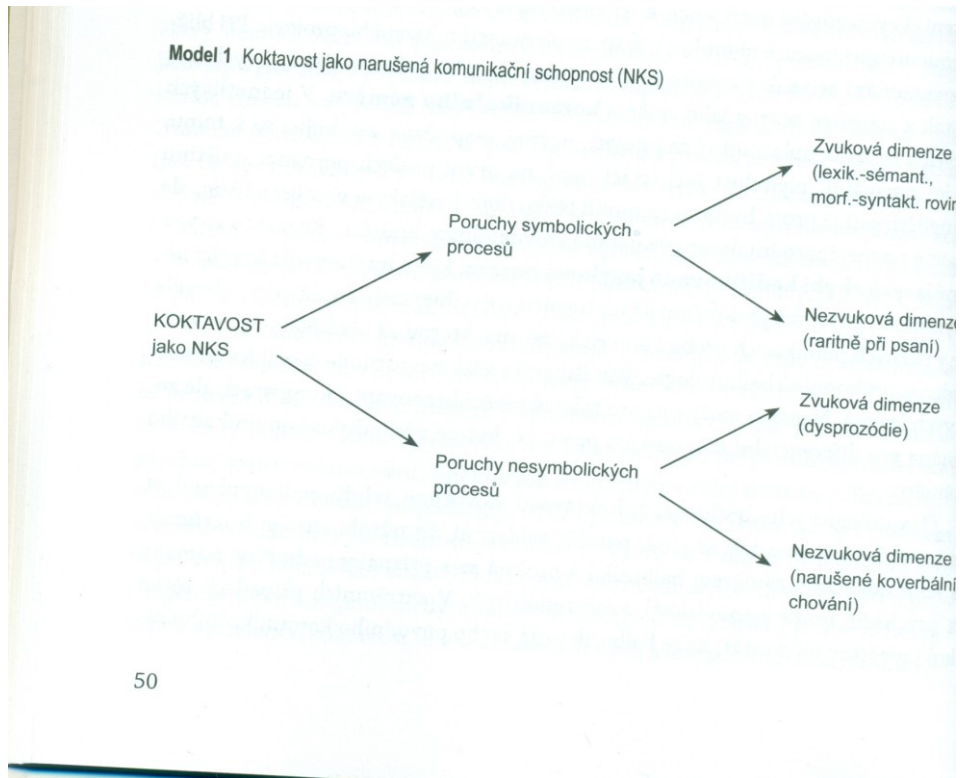 Model 1 Koktavost jako narušená komunikační schopnost (NKS)
Zvuková dimenze
(lexik.-sémant.,
morf.-syntakt. rovin
Poruchy symbolických
procesů
Nezvuková dimenze
(raritně při psaní)
KOKTAVOST
jako NKS
Zvuková dimenze
(dysprozódie)
Poruchy nesymbolických
procesů
Nezvuková dimenze
(narušené koverbální
chování)
50